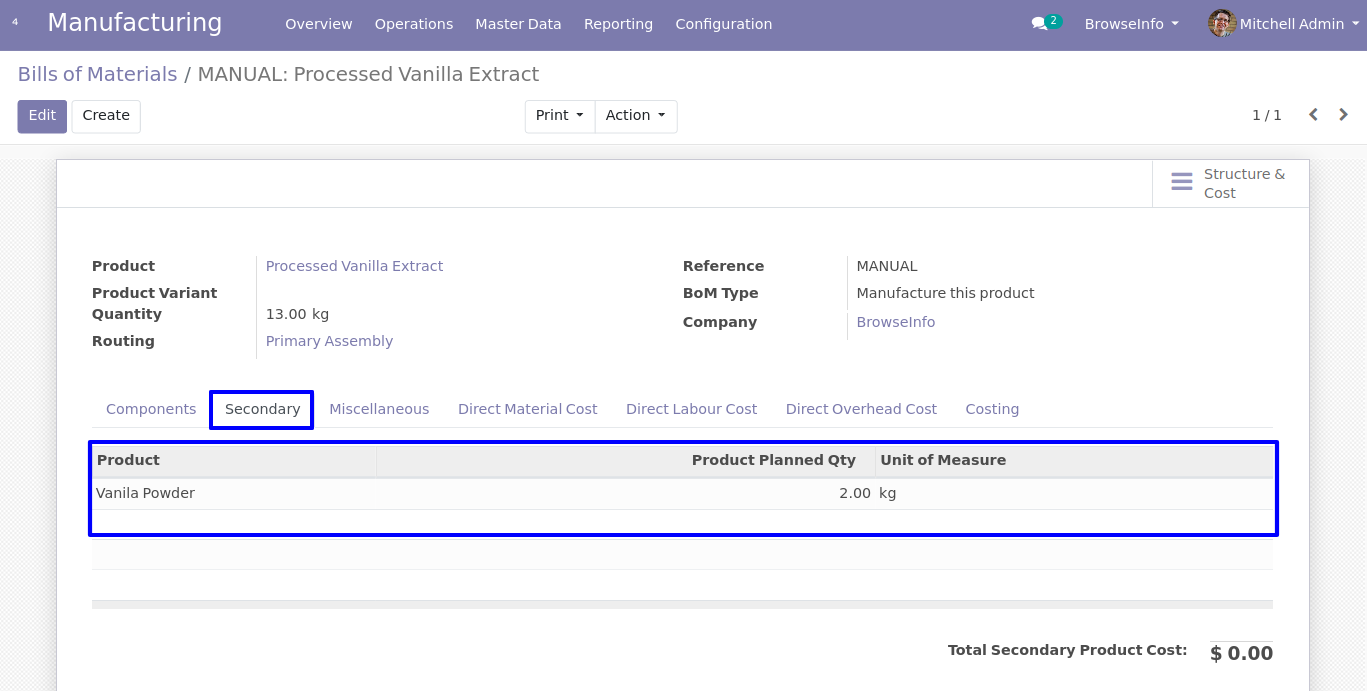 4 Manufacturing Overview Operations Master Data Reporting Configuration 2 BrowseInfo Mitchell Admin
Bills of Materials / MANUAL: Processed Vanilla Extract
Edit Create Print Action 1 / 1
Structure &
Cost
Product Processed Vanilla Extract Reference MANUAL
Product Variant BoM Type Manufacture this product
Quantity 13.00 kg
Company BrowseInfo
Routing Primary Assembly
Components Secondary Miscellaneous Direct Material Cost Direct Labour Cost Direct Overhead Cost Costing
Product Product Planned Qty Unit of Measure
Vanila Powder 2.00 kg
Total Secondary Product Cost: $ 0.00